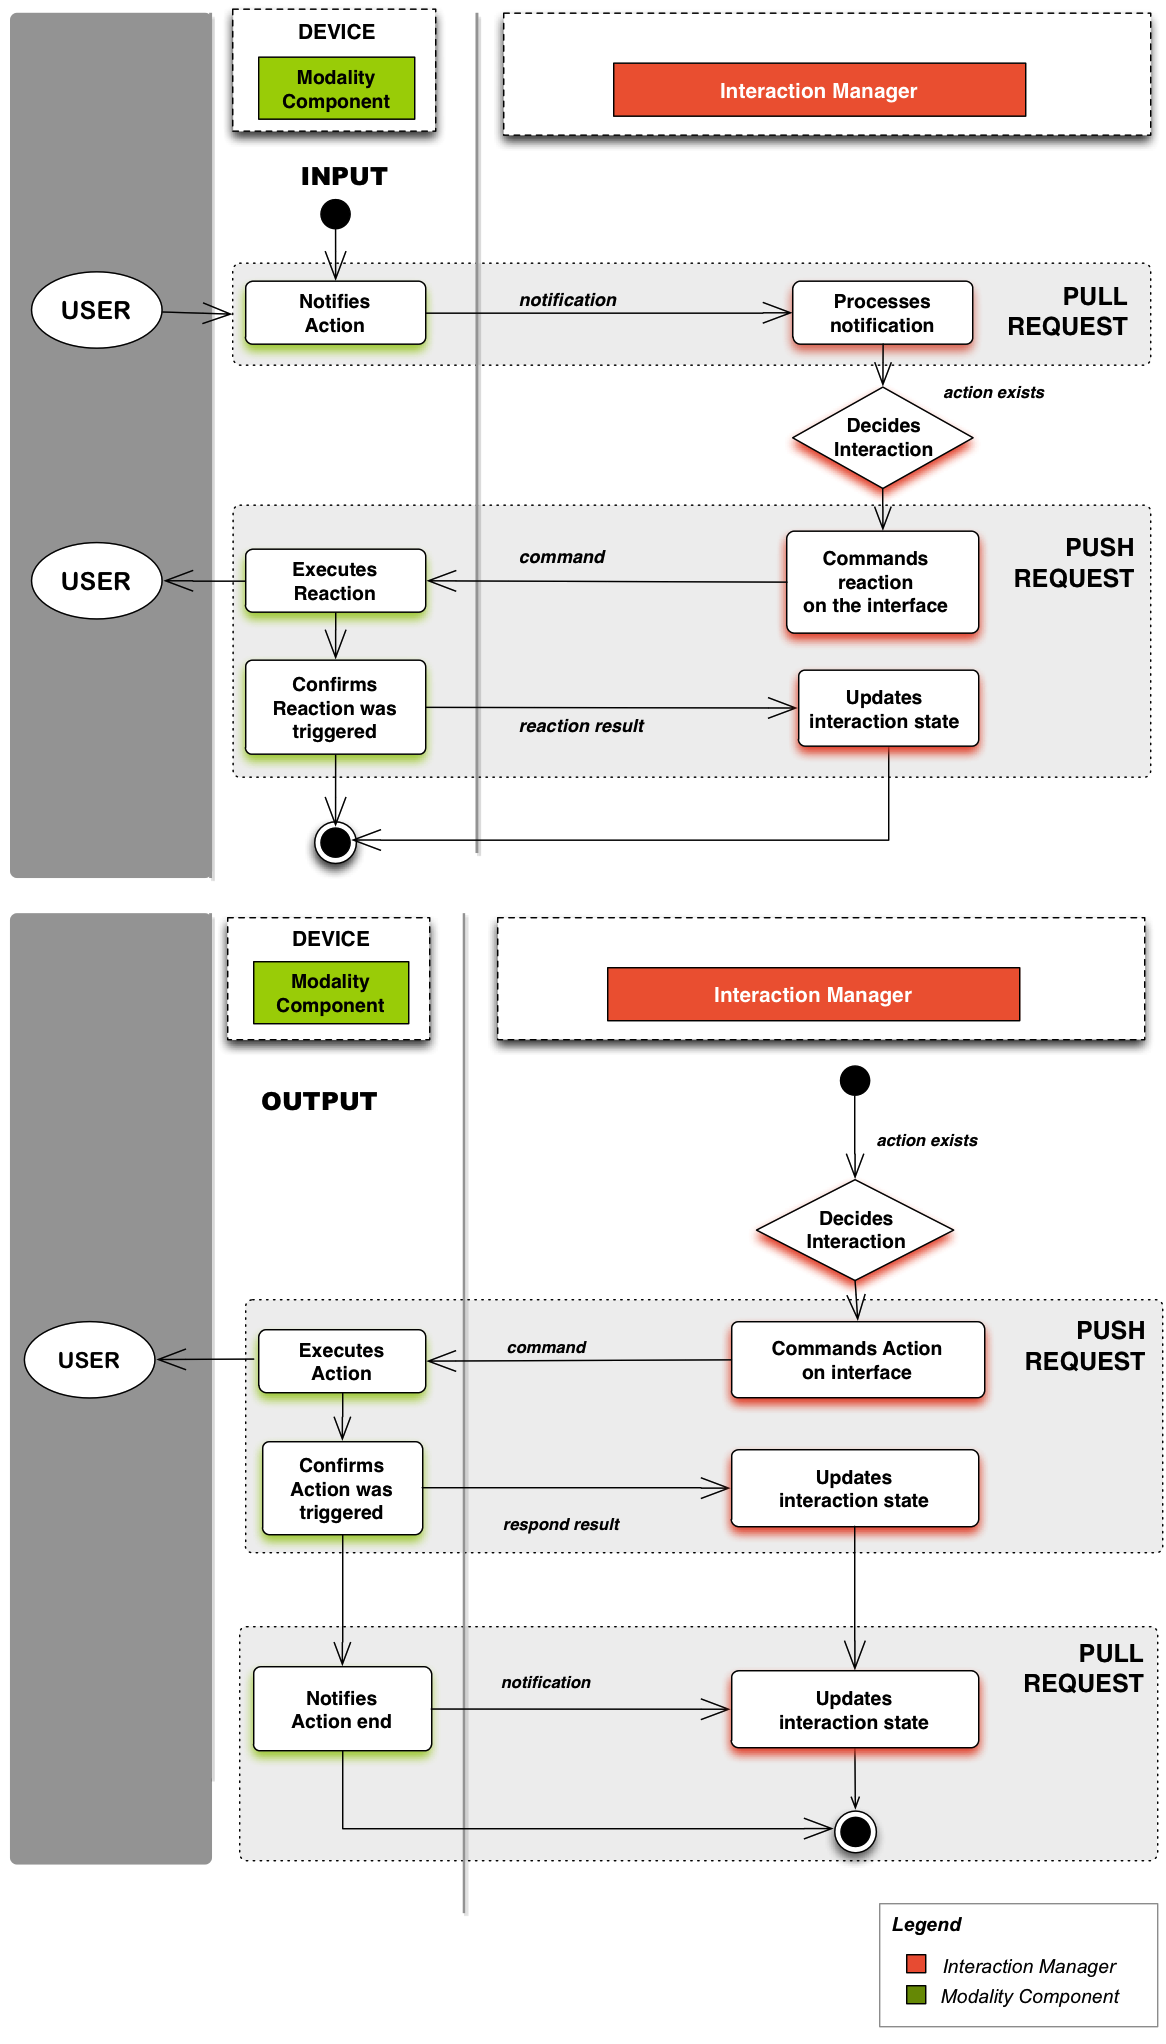 DEVICE
Modality
Component
Interaction Manager
INPUT
USER
Notifies
Action
notification
Processes
notification
PULL
REQUEST
action exists
Decides
Interaction
USER
Executes
Reaction
command
Commands
reaction
on the interface
PUSH
REQUEST
Confirms
Reaction was
triggered
reaction result
Updates
interaction state
DEVICE
Modality
Component
Interaction Manager
OUTPUT
action exists
Decides
Interaction
USER
Executes
Action
command
Commands Action
on interface
PUSH
REQUEST
Confirms
Action was
triggered
respond result
Updates
interaction state
Notifies
Action end
notification
Updates
interaction state
PULL
REQUEST
Legend
Interaction Manager
Modality Component